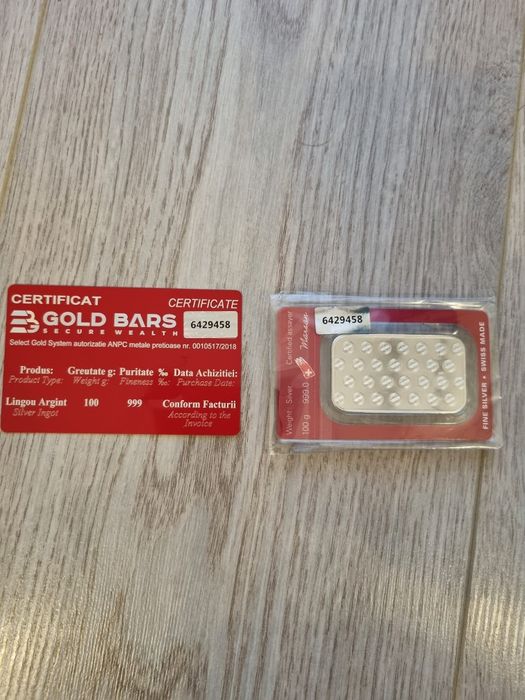 CERTIFICAT
CERTIFICATE
GOLD BARS
SECURE WEALTH
6429458
Select Gold System autorizatie ANPC metale pretioase nr. 0010517/2018
Produs: Greutate g: Puritate ‰ Data Achizitiei:
Product Type: Weight g: Fineness ‰: Purchase Date:
Lingou Argint 100 999 Conform Facturii
Silver Ingot According to the
Invoice
6429458
Weight: Silver Certified assayer
100 g 999.0
FINE SILVER • SWISS MADE